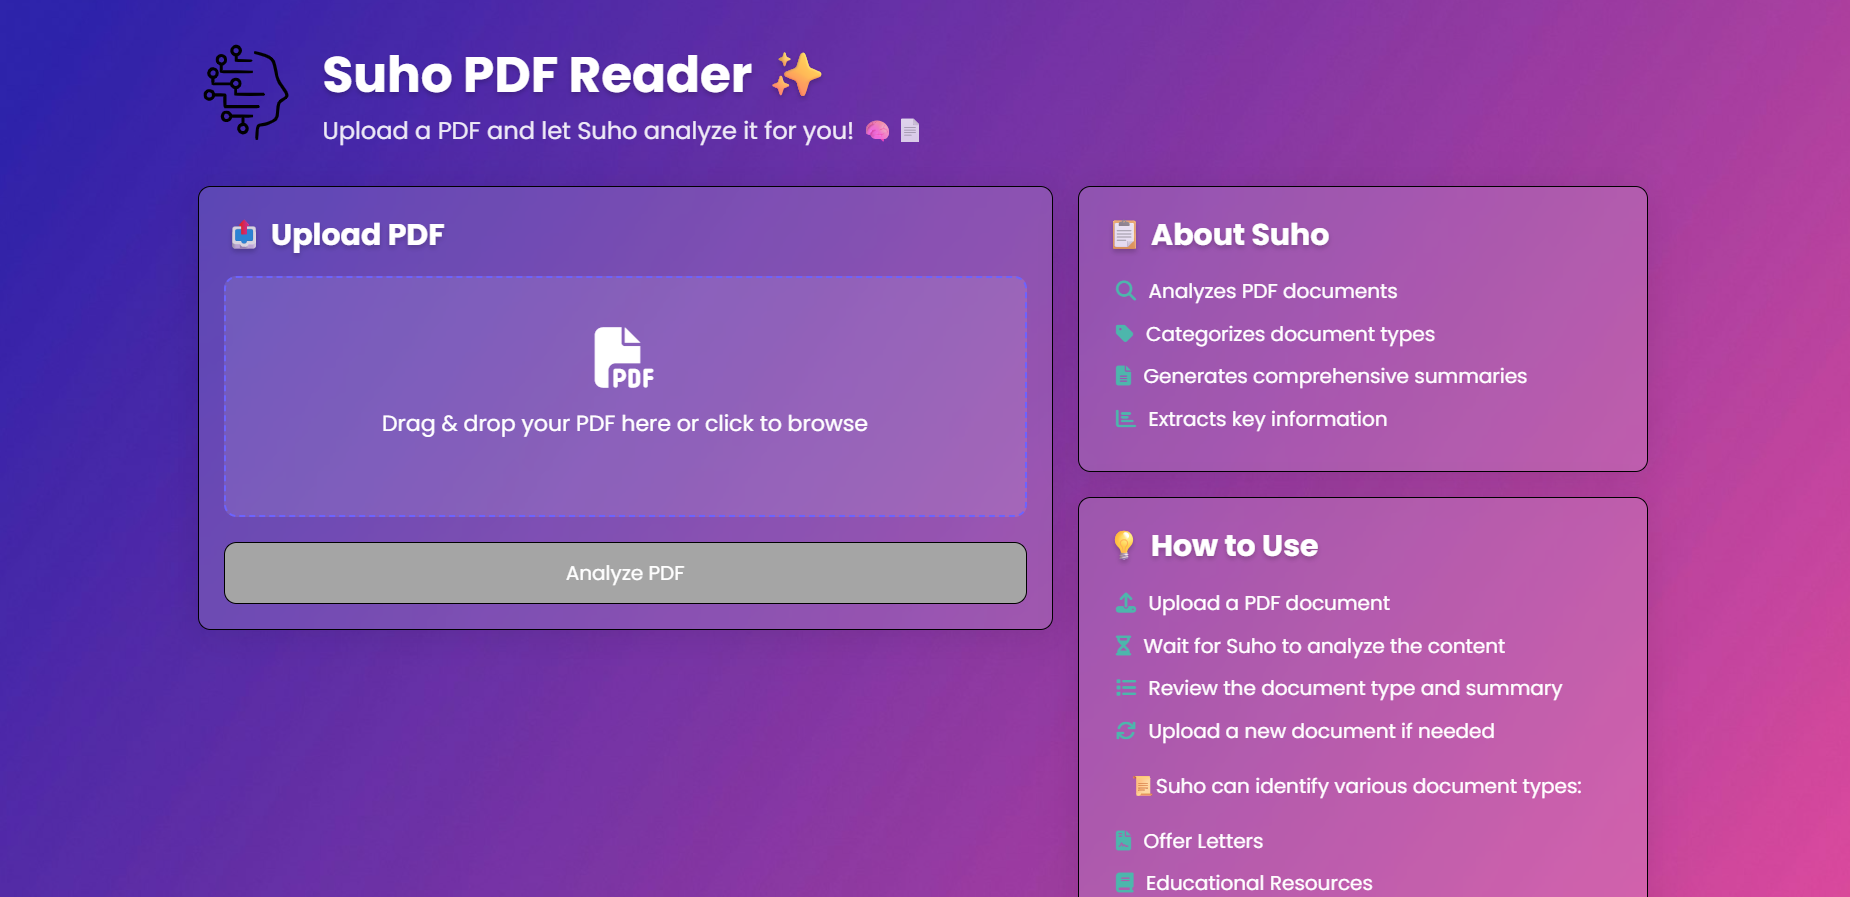 Suho PDF Reader ✨
Upload a PDF and let Suho analyze it for you! 🧠 📄
📤 Upload PDF
PDF
Drag & drop your PDF here or click to browse
Analyze PDF
📋 About Suho
Analyzes PDF documents
Categorizes document types
Generates comprehensive summaries
Extracts key information
💡 How to Use
Upload a PDF document
Wait for Suho to analyze the content
Review the document type and summary
Upload a new document if needed
📜Suho can identify various document types:
Offer Letters
Educational Resources